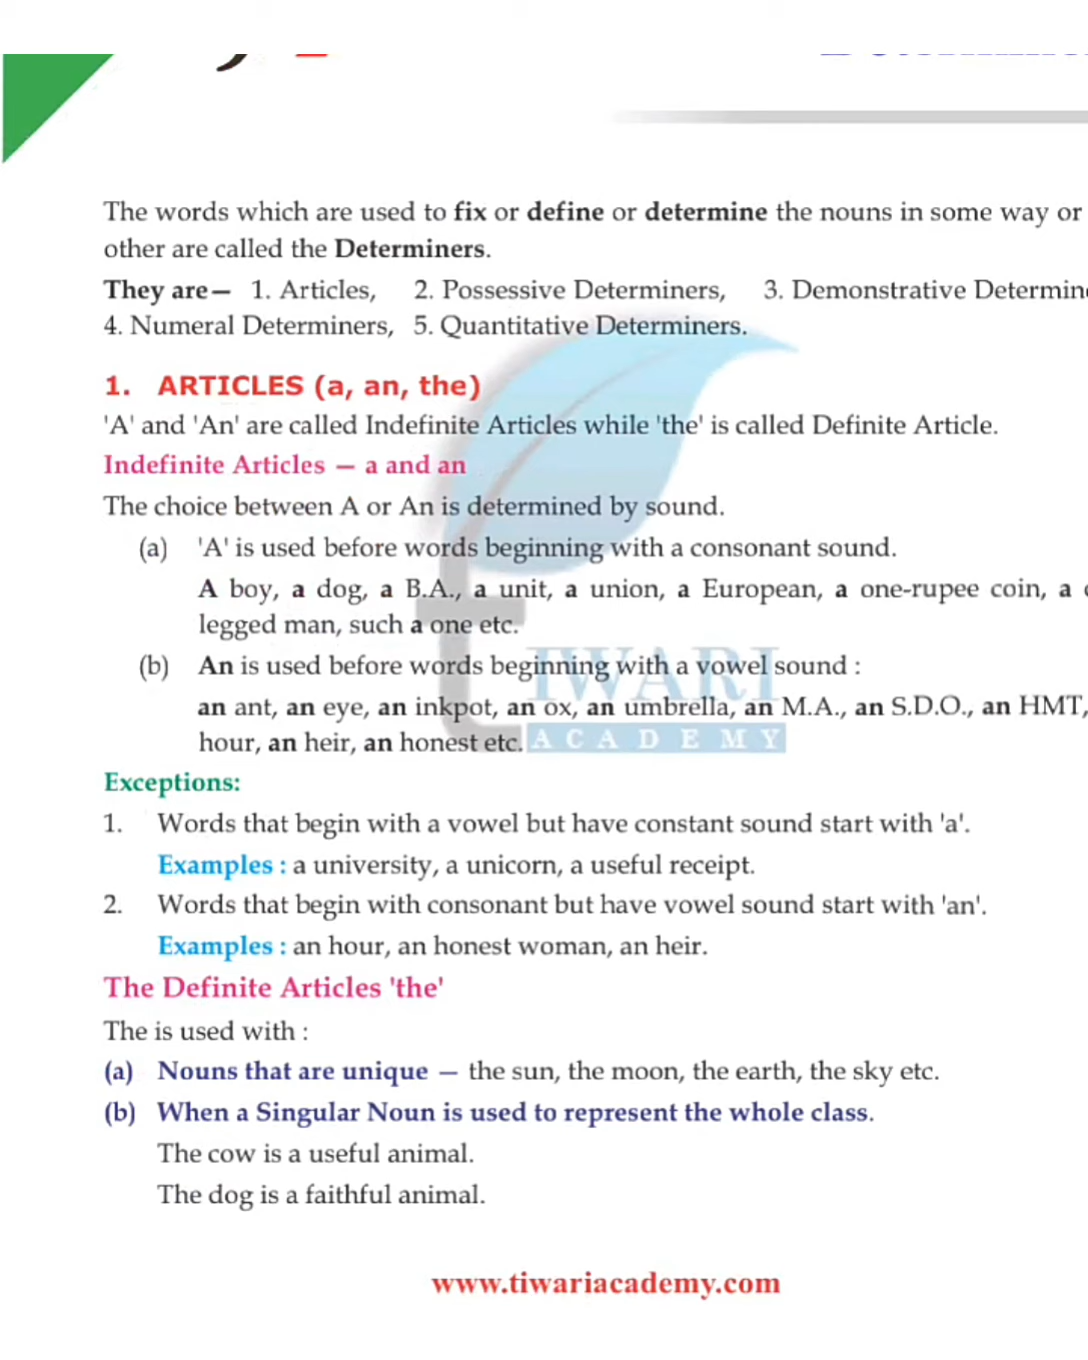 The words which are used to fix or define or determine the nouns in some way or
other are called the Determiners.
They are— 1. Articles, 2. Possessive Determiners, 3. Demonstrative
4. Numeral Determiners, 5. Quantitative Determiners.
1. ARTICLES (a, an, the)
'A' and 'An' are called Indefinite Articles while 'the' is called Definite Article.
Indefinite Articles — a and an
The choice between A or An is determined by sound.
(a) 'A' is used before words beginning with a consonant sound.
A boy, a dog, a B.A., a unit, a union, a European, a one-rupee coin, a
legged man, such a one etc.
(b) An is used before words beginning with a vowel sound :
an ant, an eye, an inkpot, an ox, an umbrella, an M.A., an S.D.O., an HMT,
hour, an heir, an honest etc.
TIWARI
ACADEMY
Exceptions:
1. Words that begin with a vowel but have constant sound start with 'a'.
Examples : a university, a unicorn, a useful receipt.
2. Words that begin with consonant but have vowel sound start with 'an'.
Examples : an hour, an honest woman, an heir.
The Definite Articles 'the'
The is used with :
(a) Nouns that are unique — the sun, the moon, the earth, the sky etc.
(b) When a Singular Noun is used to represent the whole class.
The cow is a useful animal.
The dog is a faithful animal.
www.tiwariacademy.com